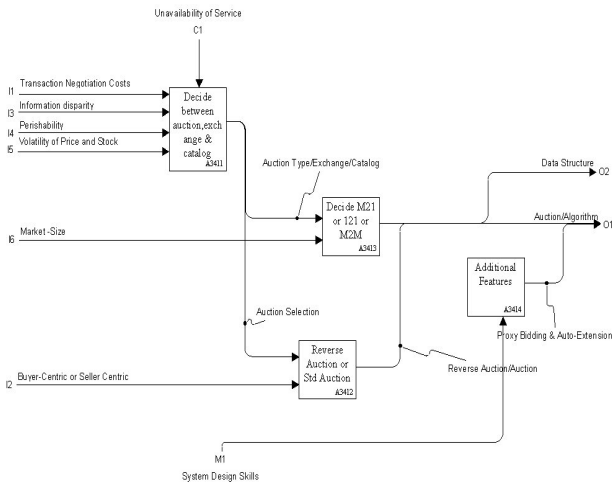 Unavailability of Service
C1
Transaction Negotiation Costs
I1
Information disparity
I3
Perishability
I4
Volatility of Price and Stock
I5
Decide
between
auction,exch
ange &
catalog
A3411
Auction Type/Exchange/Catalog
Data Structure
O2
Decide M21
or 121 or
M2M
A3413
Auction/Algorithm
O1
Market -Size
I6
Additional
Features
A3414
Proxy Bidding & Auto-Extension
Auction Selection
Reverse
Auction or
Std Auction
A3412
Reverse Auction/Auction
Buyer-Centric or Seller Centric
I2
M1
System Design Skills